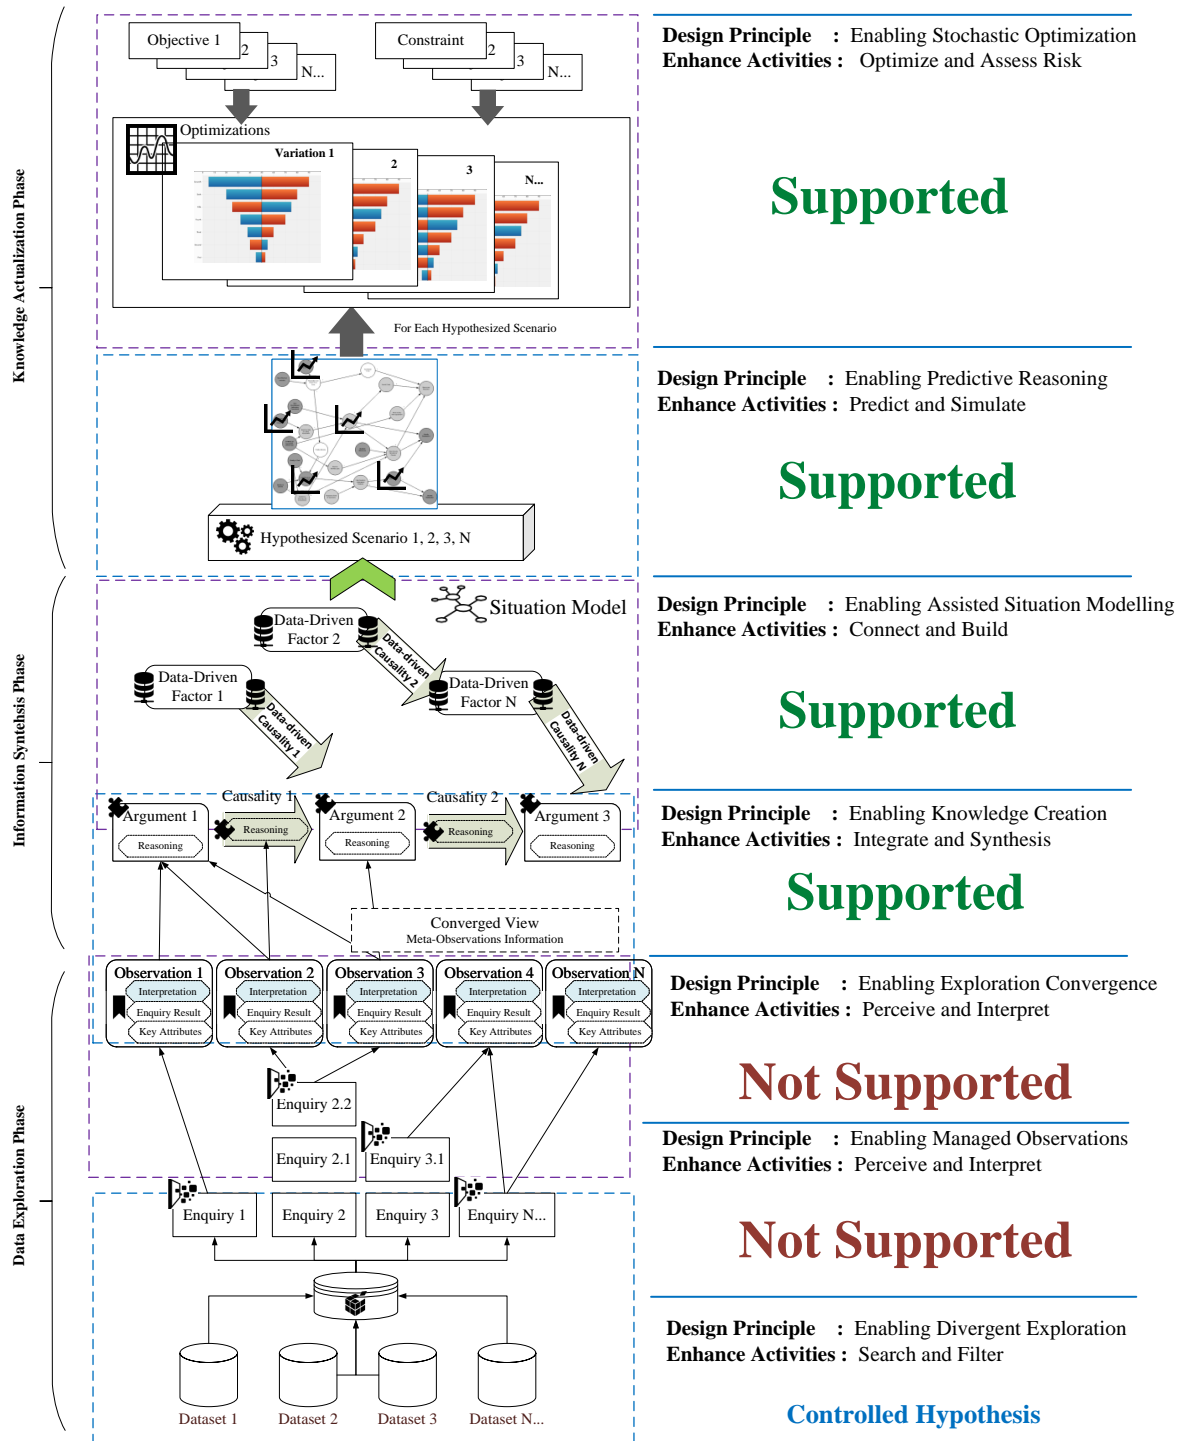 Objective 1
2
3
N...
Constraint
2
3
N...
Design Principle : Enabling Stochastic Optimization
Enhance Activities : Optimize and Assess Risk
Optimizations
Variation 1
2
3
N...
Supported
Knowledge Actualization Phase
For Each Hypothesized Scenario
Design Principle : Enabling Predictive Reasoning
Enhance Activities : Predict and Simulate
Supported
Hypothesized Scenario 1, 2, 3, N
Situation Model
Design Principle : Enabling Assisted Situation Modelling
Enhance Activities : Connect and Build
Data-Driven
Factor 2
Data-driven
Causality 2
Data-Driven
Factor 1
Data-driven
Causality 1
Data-Driven
Factor N
Data-driven
Causality N
Supported
Information Syntehsis Phase
Argument 1
Reasoning
Causality 1
Reasoning
Argument 2
Reasoning
Causality 2
Reasoning
Argument 3
Reasoning
Design Principle : Enabling Knowledge Creation
Enhance Activities : Integrate and Synthesis
Supported
Converged View
Meta-Observations Information
Observation 1
Interpretation
Enquiry Result
Key Attributes
Observation 2
Interpretation
Enquiry Result
Key Attributes
Observation 3
Interpretation
Enquiry Result
Key Attributes
Observation 4
Interpretation
Enquiry Result
Key Attributes
Observation N
Interpretation
Enquiry Result
Key Attributes
Design Principle : Enabling Exploration Convergence
Enhance Activities : Perceive and Interpret
Not Supported
Enquiry 2.2
Enquiry 2.1
Enquiry 3.1
Design Principle : Enabling Managed Observations
Enhance Activities : Perceive and Interpret
Not Supported
Data Exploration Phase
Enquiry 1
Enquiry 2
Enquiry 3
Enquiry N...
Design Principle : Enabling Divergent Exploration
Enhance Activities : Search and Filter
Dataset 1
Dataset 2
Dataset 3
Dataset N...
Controlled Hypothesis